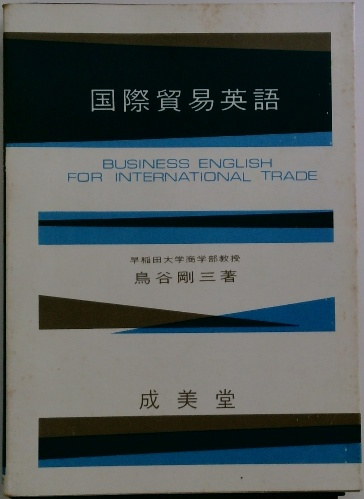 国際貿易英語
BUSINESS ENGLISH
FOR INTERNATIONAL TRADE
早稲田大学商学部教授
鳥谷剛三著
成美堂